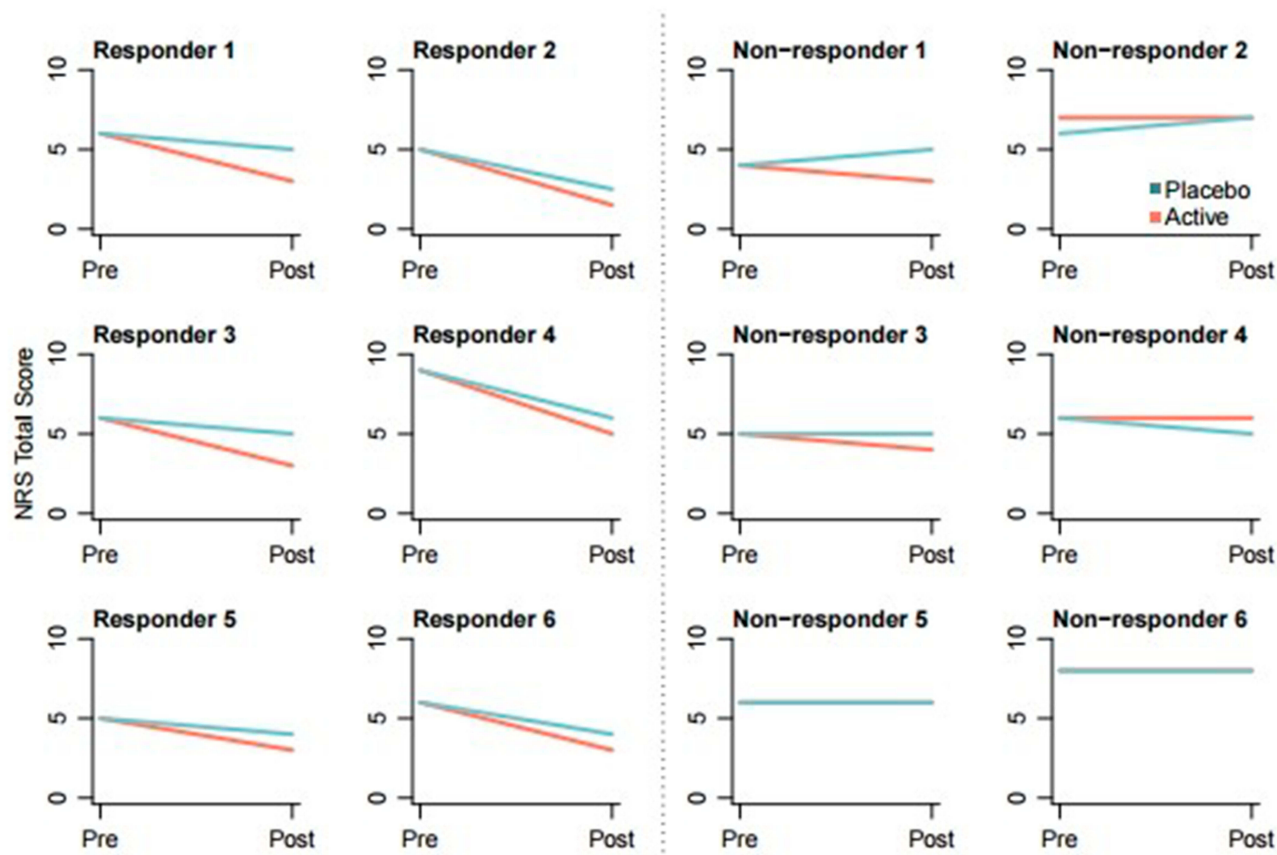 Responder 1
Responder 2
Non−responder 1
Non−responder 2
10
5
0
Pre
Post
10
5
0
Pre
Post
10
5
0
Pre
Post
10
5
0
Placebo
Active
Pre
Post
NRS Total Score
Responder 3
Responder 4
Non−responder 3
Non−responder 4
10
5
0
Pre
Post
10
5
0
Pre
Post
10
5
0
Pre
Post
10
5
0
Pre
Post
Responder 5
Responder 6
Non−responder 5
Non−responder 6
10
5
0
Pre
Post
10
5
0
Pre
Post
10
5
0
Pre
Post
10
5
0
Pre
Post